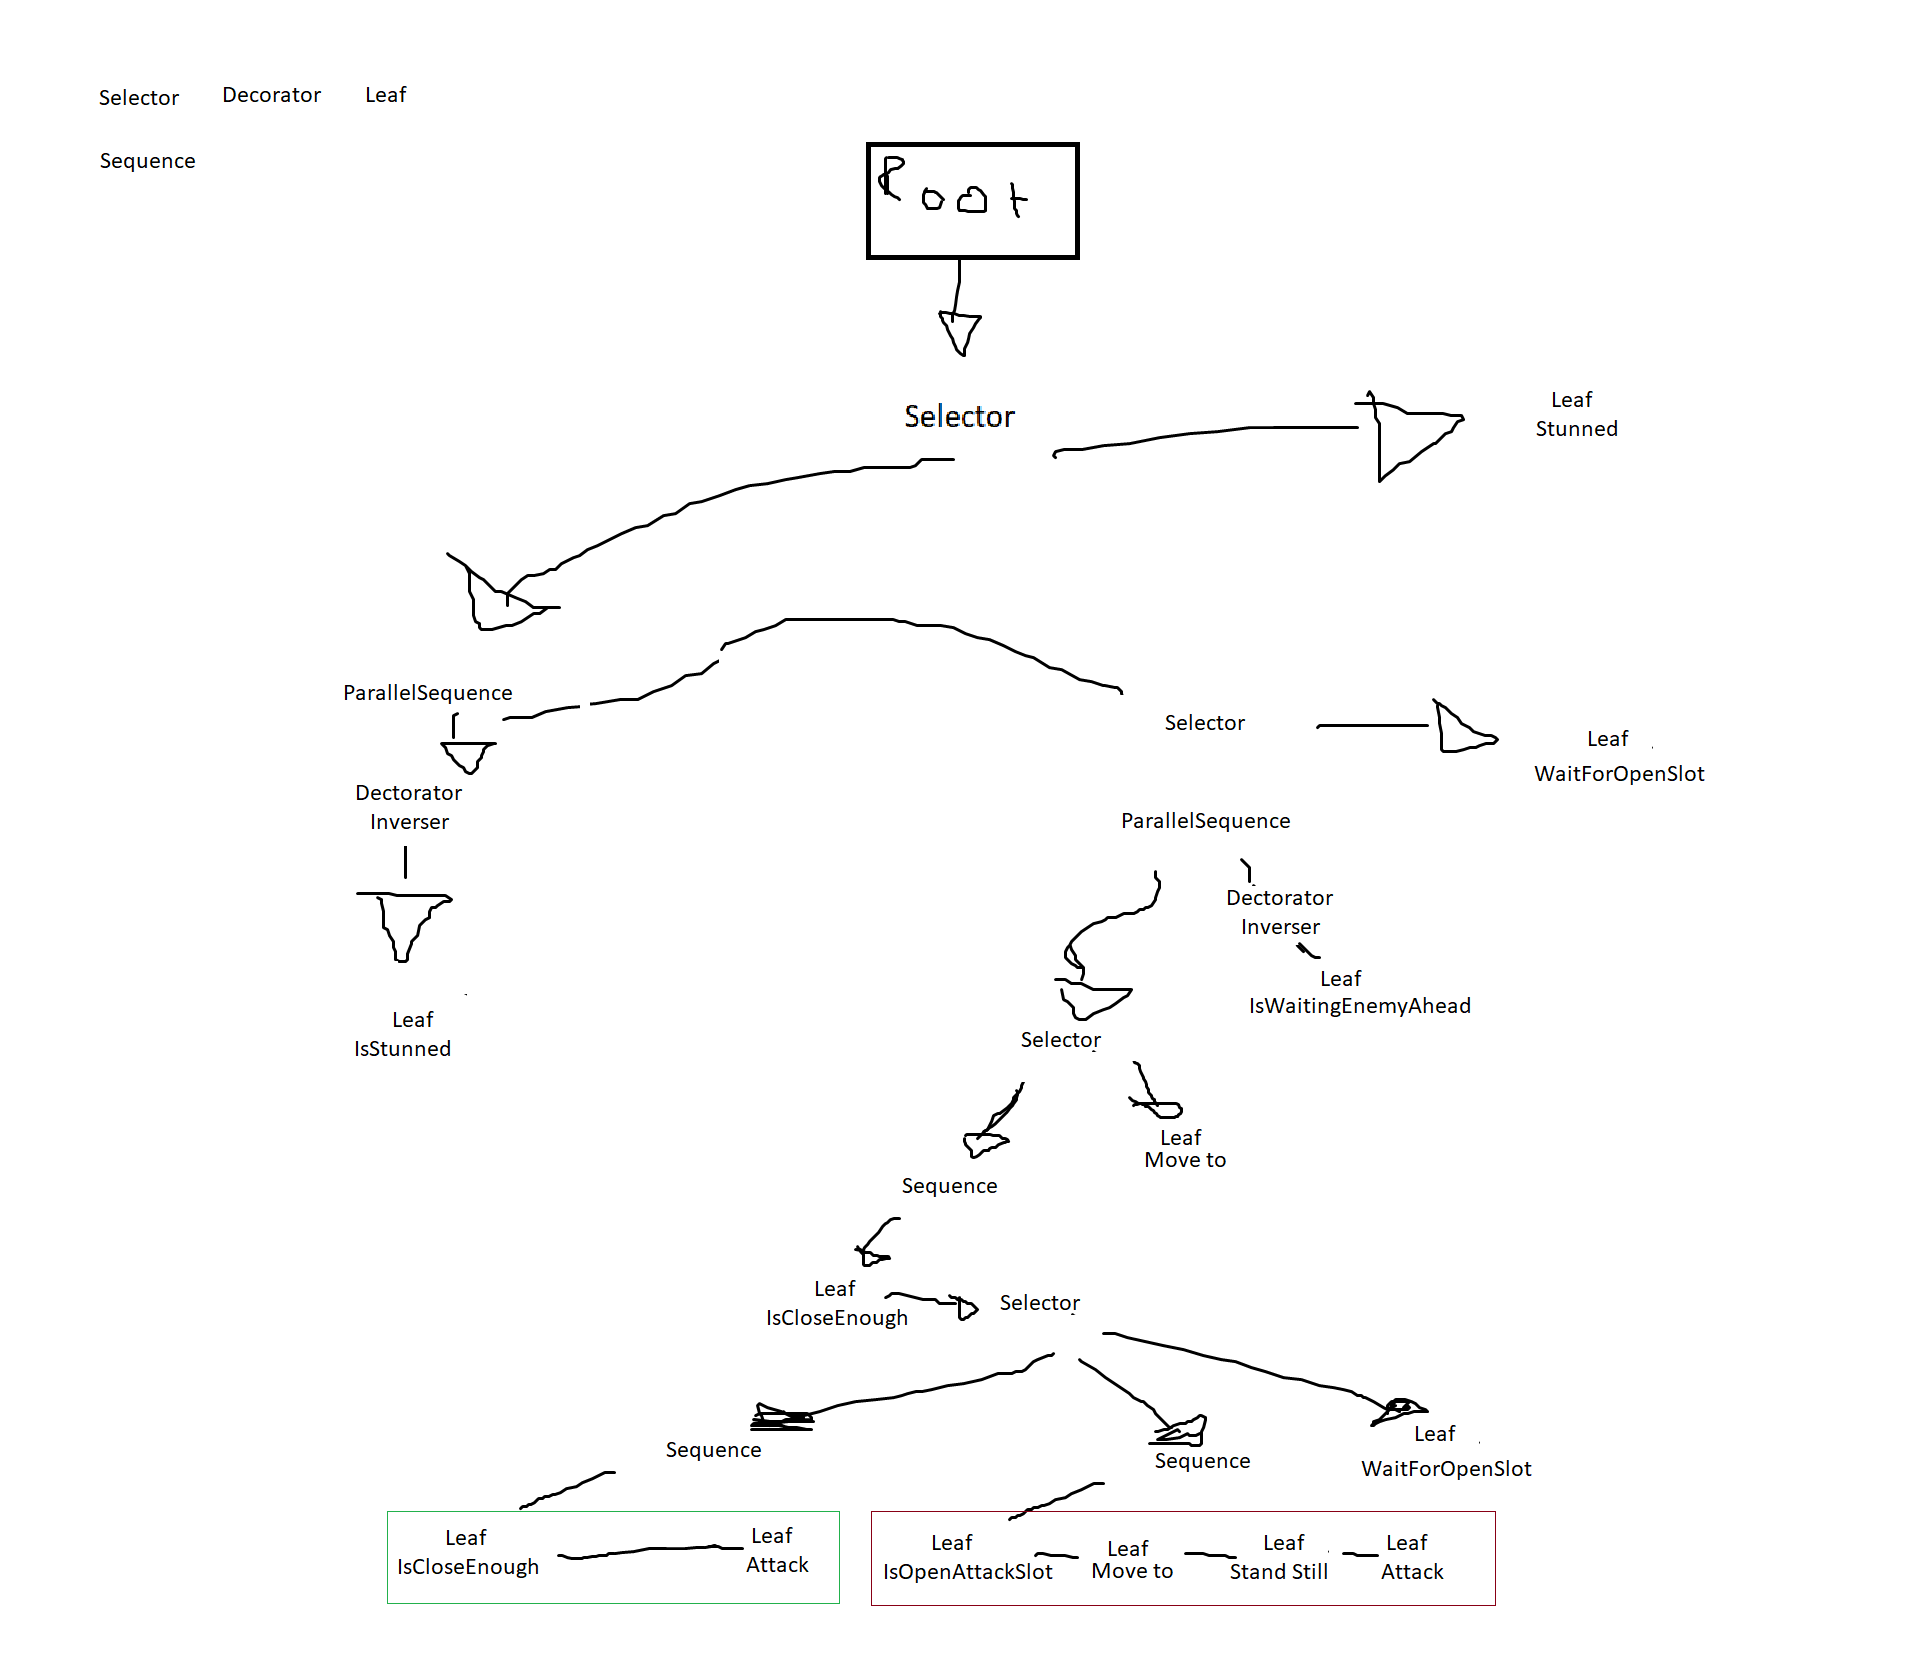 Selector
Decorator
Leaf
Sequence
Root
Selector
Leaf
Stunned
ParallelSequence
Selector
Leaf
WaitForOpenSlot
Dectorator
Inverser
ParallelSequence
Dectorator
Inverser
Leaf
IsWaitingEnemyAhead
Leaf
IsStunned
Selector
Leaf
Move to
Sequence
Leaf
IsCloseEnough
Selector
Sequence
Sequence
Leaf
WaitForOpenSlot
Leaf
IsCloseEnough
Leaf
Attack
Leaf
IsOpenAttackSlot
Leaf
Move to
Leaf
Stand Still
Leaf
Attack